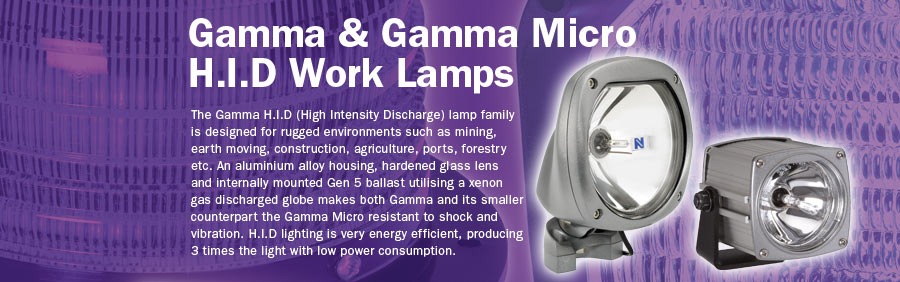 Gamma & Gamma Micro
H.I.D Work Lamps
The Gamma H.I.D (High Intensity Discharge) lamp family
is designed for rugged environments such as mining,
earth moving, construction, agriculture, ports, forestry
etc. An aluminium alloy housing, hardened glass lens
and internally mounted Gen 5 ballast utilising a xenon
gas discharged globe makes both Gamma and its smaller
counterpart the Gamma Micro resistant to shock and
vibration. H.I.D lighting is very energy efficient, producing
3 times the light with low power consumption.
N